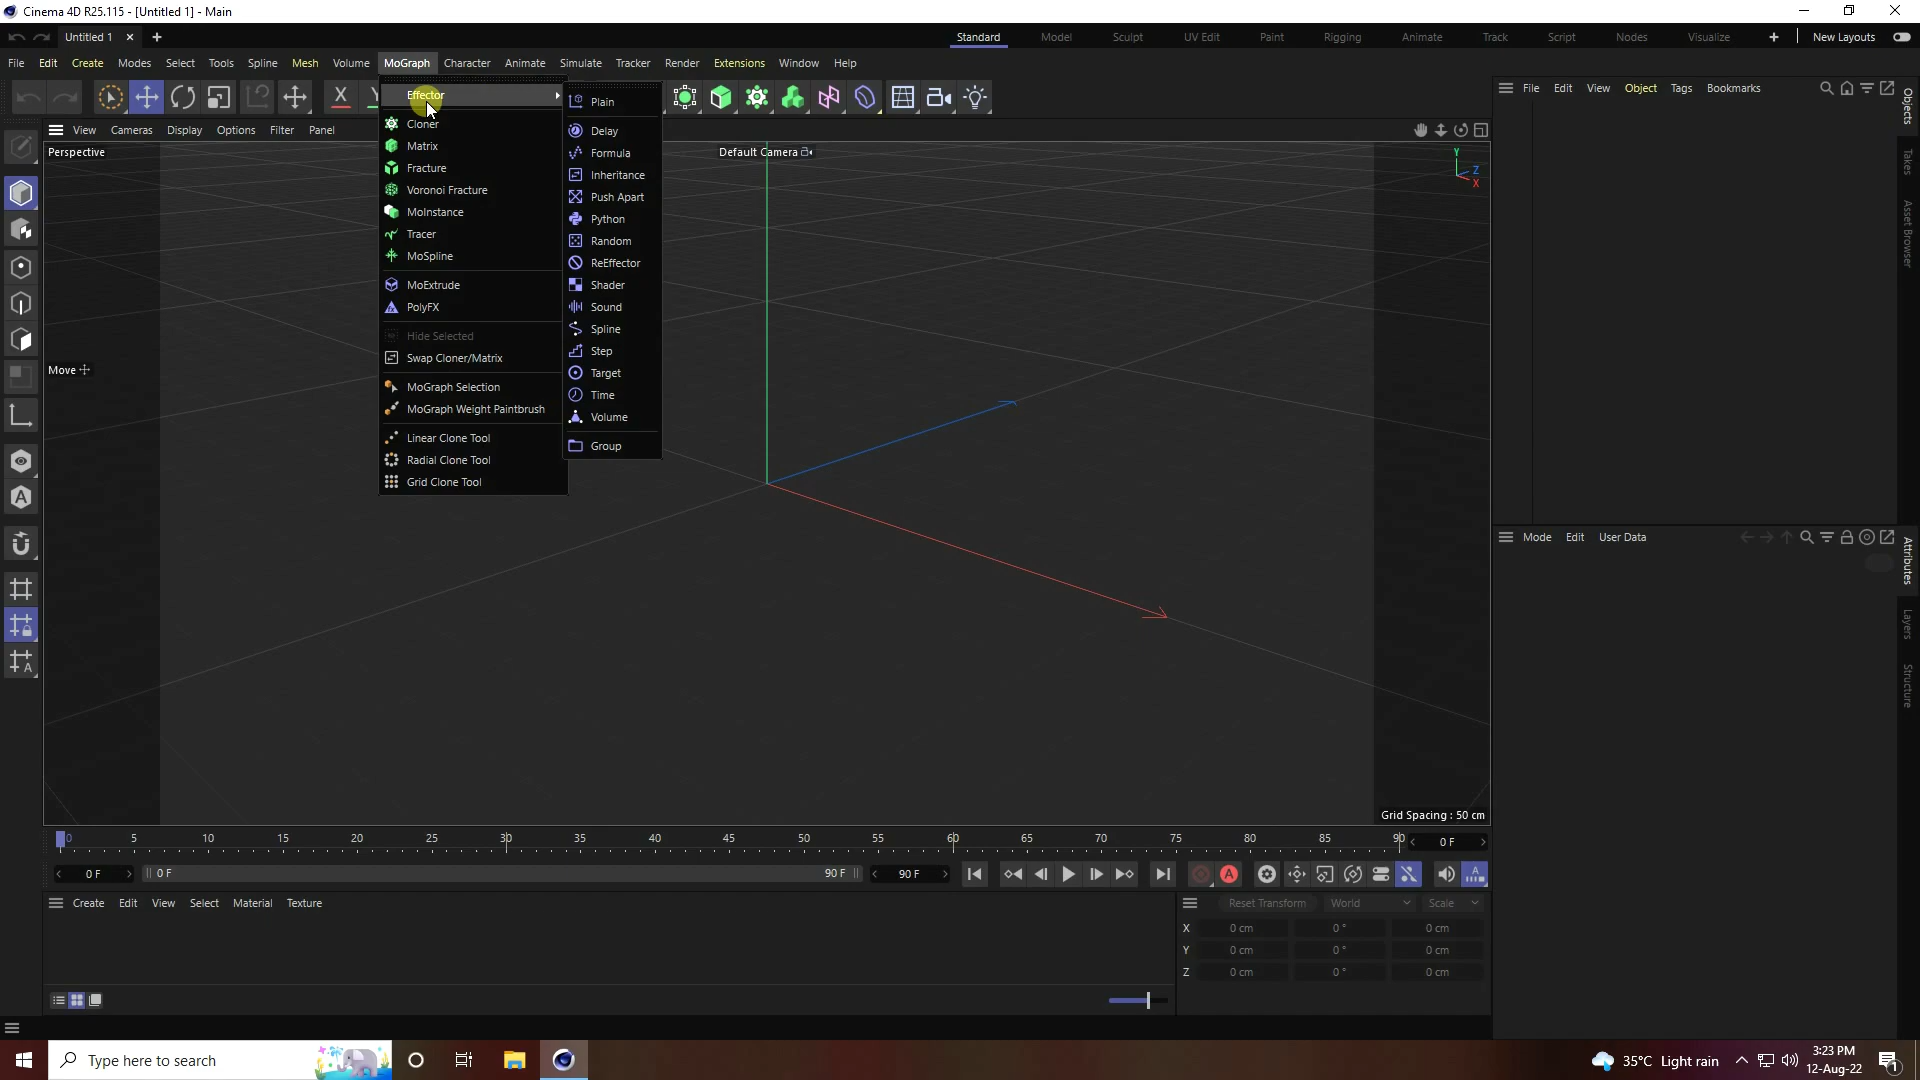 Cinema 4D R25.115 - [Untitled 1] - Main
Untitled 1
Standard Model Sculpt UV Edit Paint Rigging Animate Track Script Nodes Visualize New Layouts
File Edit Create Modes Select Tools Spline Mesh Volume MoGraph Character Animate Simulate Tracker Render Extensions Window Help
X Y
File Edit View Object Tags Bookmarks
Objects
Takes
Asset Browser
View Cameras Display Options Filter Panel
Perspective
Default Camera
Y
Z
X
Move
Effector
Cloner
Matrix
Fracture
Voronoi Fracture
MoInstance
Tracer
MoSpline
MoExtrude
PolyFX
Hide Selected
Swap Cloner/Matrix
MoGraph Selection
MoGraph Weight Paintbrush
Linear Clone Tool
Radial Clone Tool
Grid Clone Tool
Plain
Delay
Formula
Inheritance
Push Apart
Python
Random
ReEffector
Shader
Sound
Spline
Step
Target
Time
Volume
Group
Mode Edit User Data
Attributes
Layers
Structure
Grid Spacing : 50 cm
0 5 10 15 20 25 30 35 40 45 50 55 60 65 70 75 80 85 90 0 F
0 F 0 F 90 F 90 F
Create Edit View Select Material Texture
Reset Transform World Scale
X 0 cm 0 ° 0 cm
Y 0 cm 0 ° 0 cm
Z 0 cm 0 ° 0 cm
Type here to search
35°C Light rain
3:23 PM
12-Aug-22
1